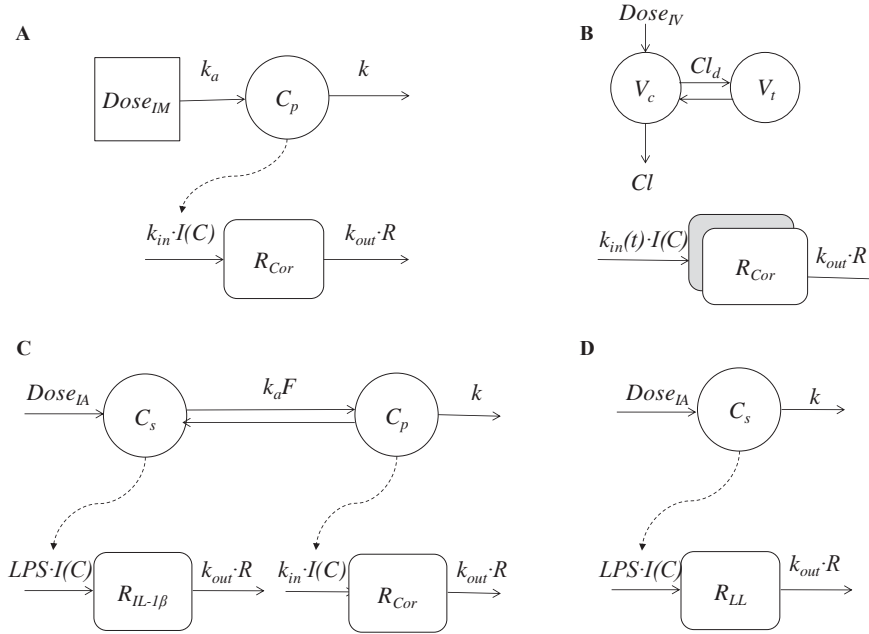 A
Dose_IM
k_a
C_p
k
k_in·I(C)
R_Cor
k_out·R
B
Dose_IV
V_c
Cl_d
V_t
Cl
k_in(t)·I(C)
R_Cor
k_out·R
C
Dose_IA
C_s
k_aF
C_p
k
LPS·I(C)
R_IL-1β
k_out·R
k_in·I(C)
R_Cor
k_out·R
D
Dose_IA
C_s
k
LPS·I(C)
R_LL
k_out·R